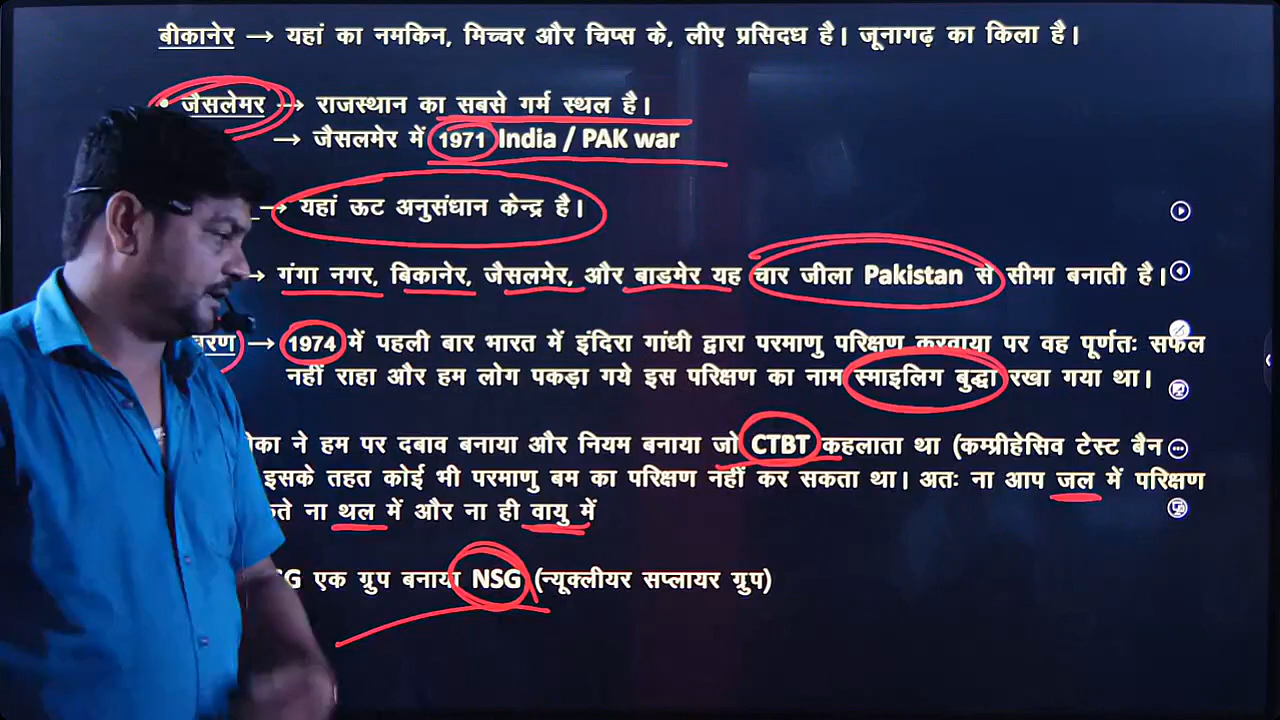 बीकानेर → यहां का नमकिन, मिच्चर और चिप्स के, लीए प्रसिदध है। जूनागढ़ का किला है।
• जैसलेमर → राजस्थान का सबसे गर्म स्थल है।
→ जैसलमेर में 1971 India / PAK war
→ यहां ऊट अनुसंधान केन्द्र है।
→ गंगा नगर, बिकानेर, जैसलमेर, और बाडमेर यह चार जीला Pakistan से सीमा बनाती है।
→ 1974 में पहली बार भारत में इंदिरा गांधी द्वारा परमाणु परिक्षण करवाया पर वह पूर्णतः सफल
नहीं राहा और हम लोग पकड़ा गये इस परिक्षण का नाम स्माइलिग बुद्धा रखा गया था।
ने हम पर दबाव बनाया और नियम बनाया जो CTBT कहलाता था (कम्प्रीहेसिव टेस्ट बैन
इसके तहत कोई भी परमाणु बम का परिक्षण नहीं कर सकता था। अतः ना आप जल में परिक्षण
ना थल में और ना ही वायु में
एक ग्रुप बनाया NSG (न्यूक्लीयर सप्लायर ग्रुप)